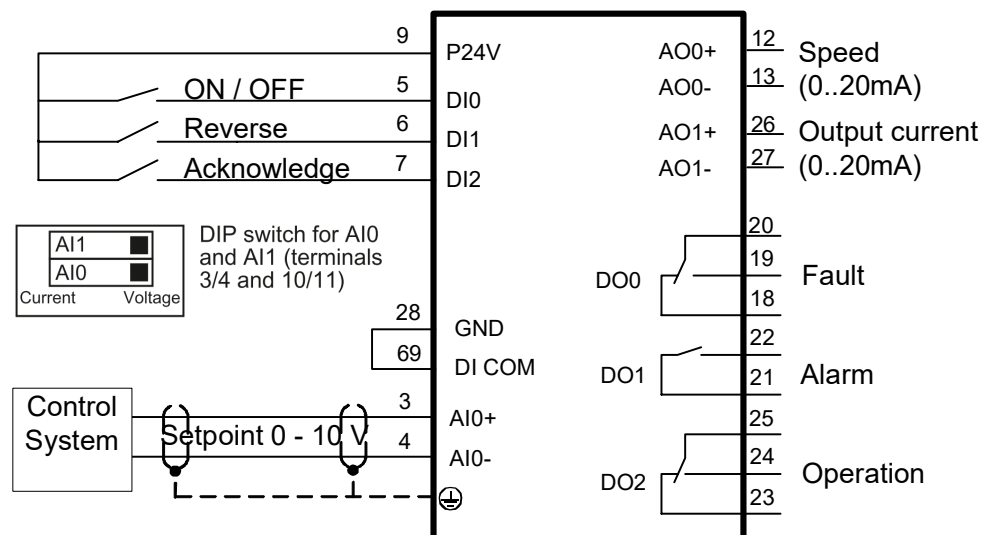 9
P24V
ON / OFF
5
DI0
Reverse
6
DI1
Acknowledge
7
DI2
AI1
AI0
Current
Voltage
DIP switch for AI0
and AI1 (terminals
3/4 and 10/11)
28
GND
69
DI COM
Control
System
Setpoint 0 - 10 V
3
AI0+
4
AI0-
AO0+
12
Speed
AO0-
13
(0..20mA)
AO1+
26
Output current
AO1-
27
(0..20mA)
20
DO0
19
Fault
18
22
DO1
21
Alarm
25
DO2
24
Operation
23